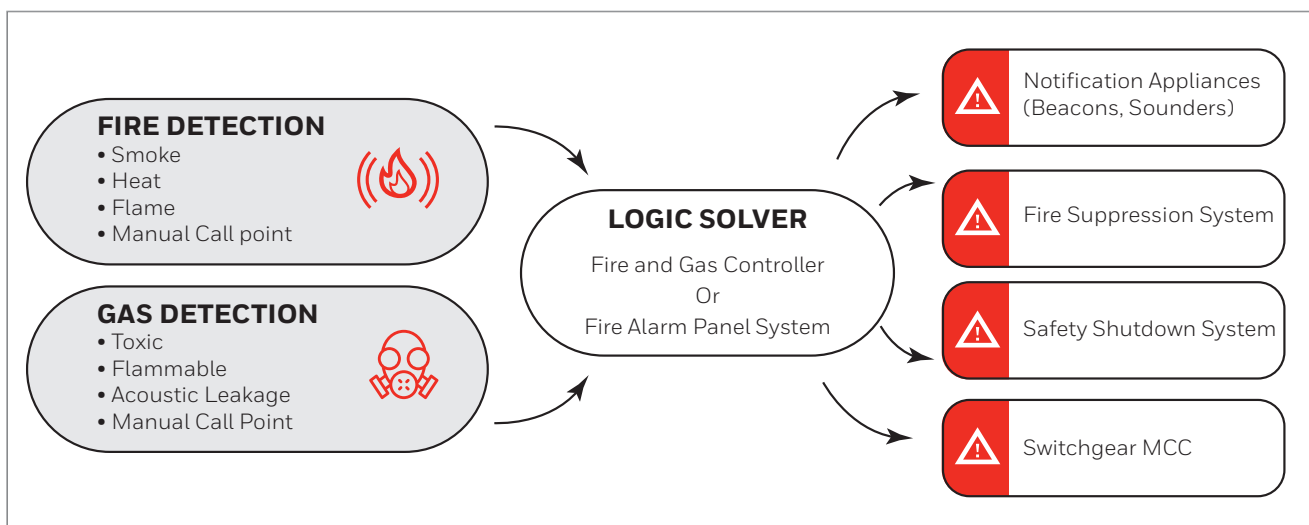 FIRE DETECTION
• Smoke
• Heat
• Flame
• Manual Call point
GAS DETECTION
• Toxic
• Flammable
• Acoustic Leakage
• Manual Call Point
LOGIC SOLVER
Fire and Gas Controller
Or
Fire Alarm Panel System
Notification Appliances
(Beacons, Sounders)
Fire Suppression System
Safety Shutdown System
Switchgear MCC